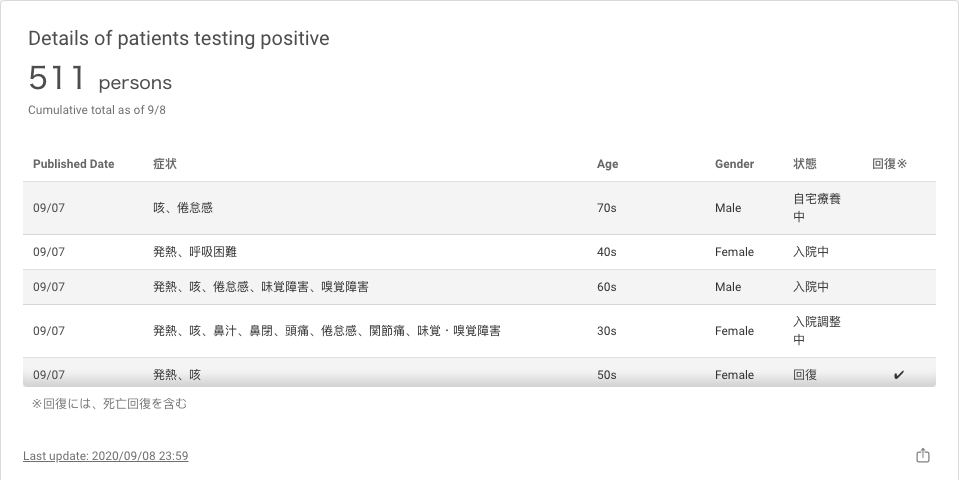 Details of patients testing positive
511 persons
Cumulative total as of 9/8
Published Date 症状 Age Gender 状態 回復※
09/07 咳、倦怠感 70s Male 自宅療養
中
09/07 発熱、呼吸困難 40s Female 入院中
09/07 発熱、咳、倦怠感、味覚障害、嗅覚障害 60s Male 入院中
09/07 発熱、咳、鼻汁、鼻閉、頭痛、倦怠感、関節痛、味覚・嗅覚障害 30s Female 入院調整
中
09/07 発熱、咳 50s Female 回復 ✔
※回復には、死亡回復を含む
Last update: 2020/09/08 23:59